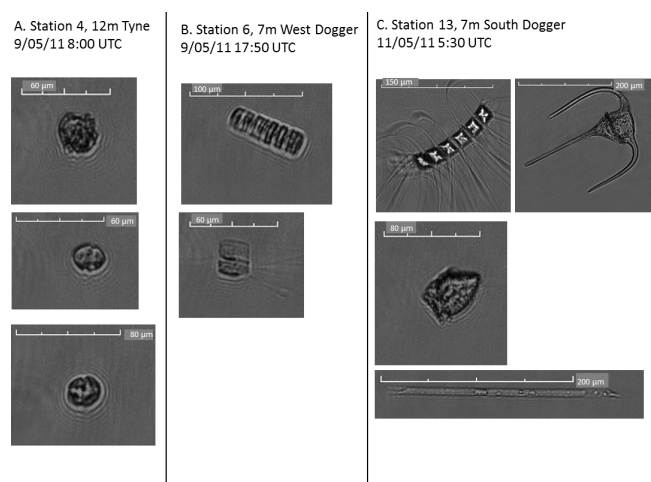 A. Station 4, 12m Tyne
9/05/11 8:00 UTC
60 μm
60 μm
80 μm
B. Station 6, 7m West Dogger
9/05/11 17:50 UTC
100 μm
60 μm
C. Station 13, 7m South Dogger
11/05/11 5:30 UTC
150 μm
200 μm
80 μm
200 μm